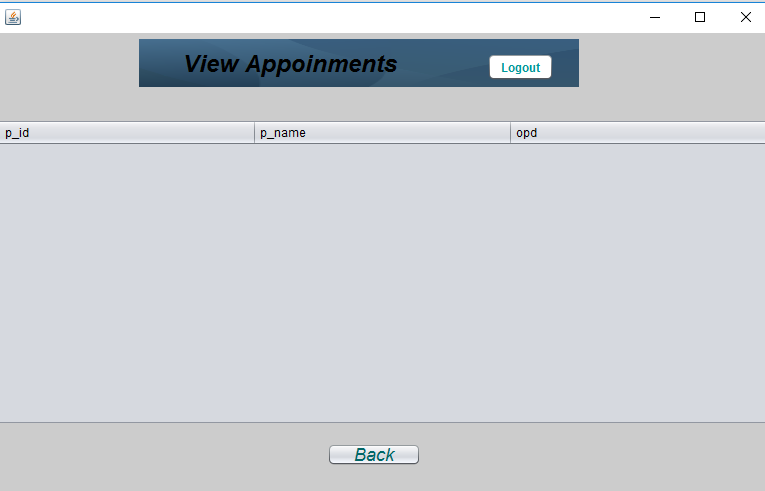 View Appoinments
Logout
p_id p_name opd
Back